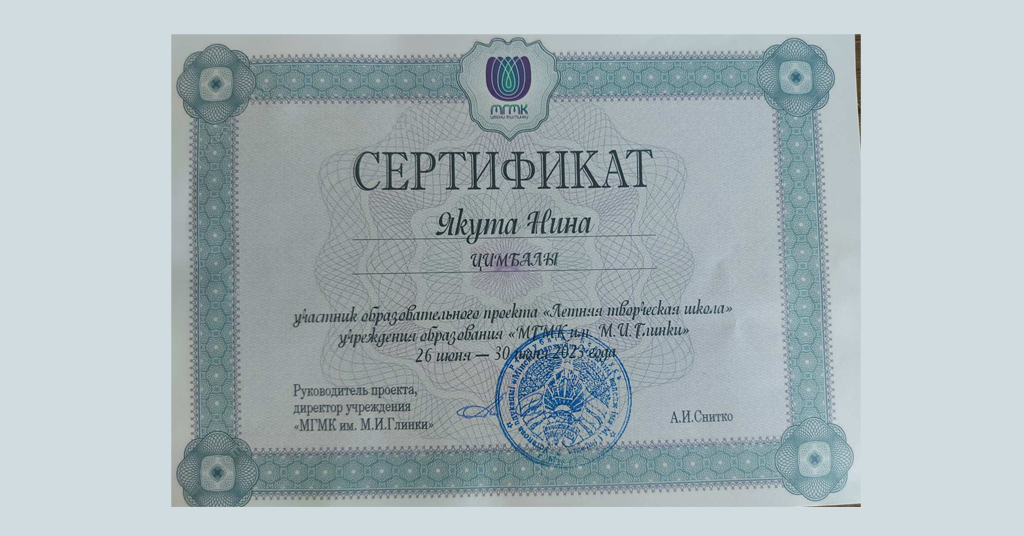 МГМК
СЕРТИФИКАТ
Якута Нина
ЦИМБАЛЫ
участник образовательного проекта «Летняя творческая школа»
учреждения образования «МГМК им. М.И.Глинки»
26 июня — 30 июня 2023 года
Руководитель проекта,
директор учреждения
«МГМК им. М.И.Глинки»
А.И.Снитко